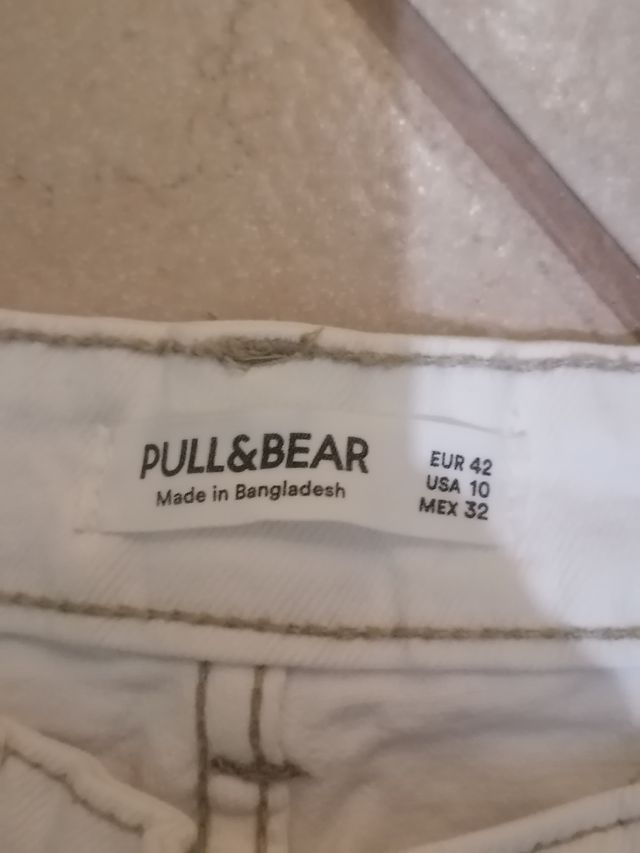 PULL&BEAR
Made in Bangladesh
EUR 42
USA 10
MEX 32